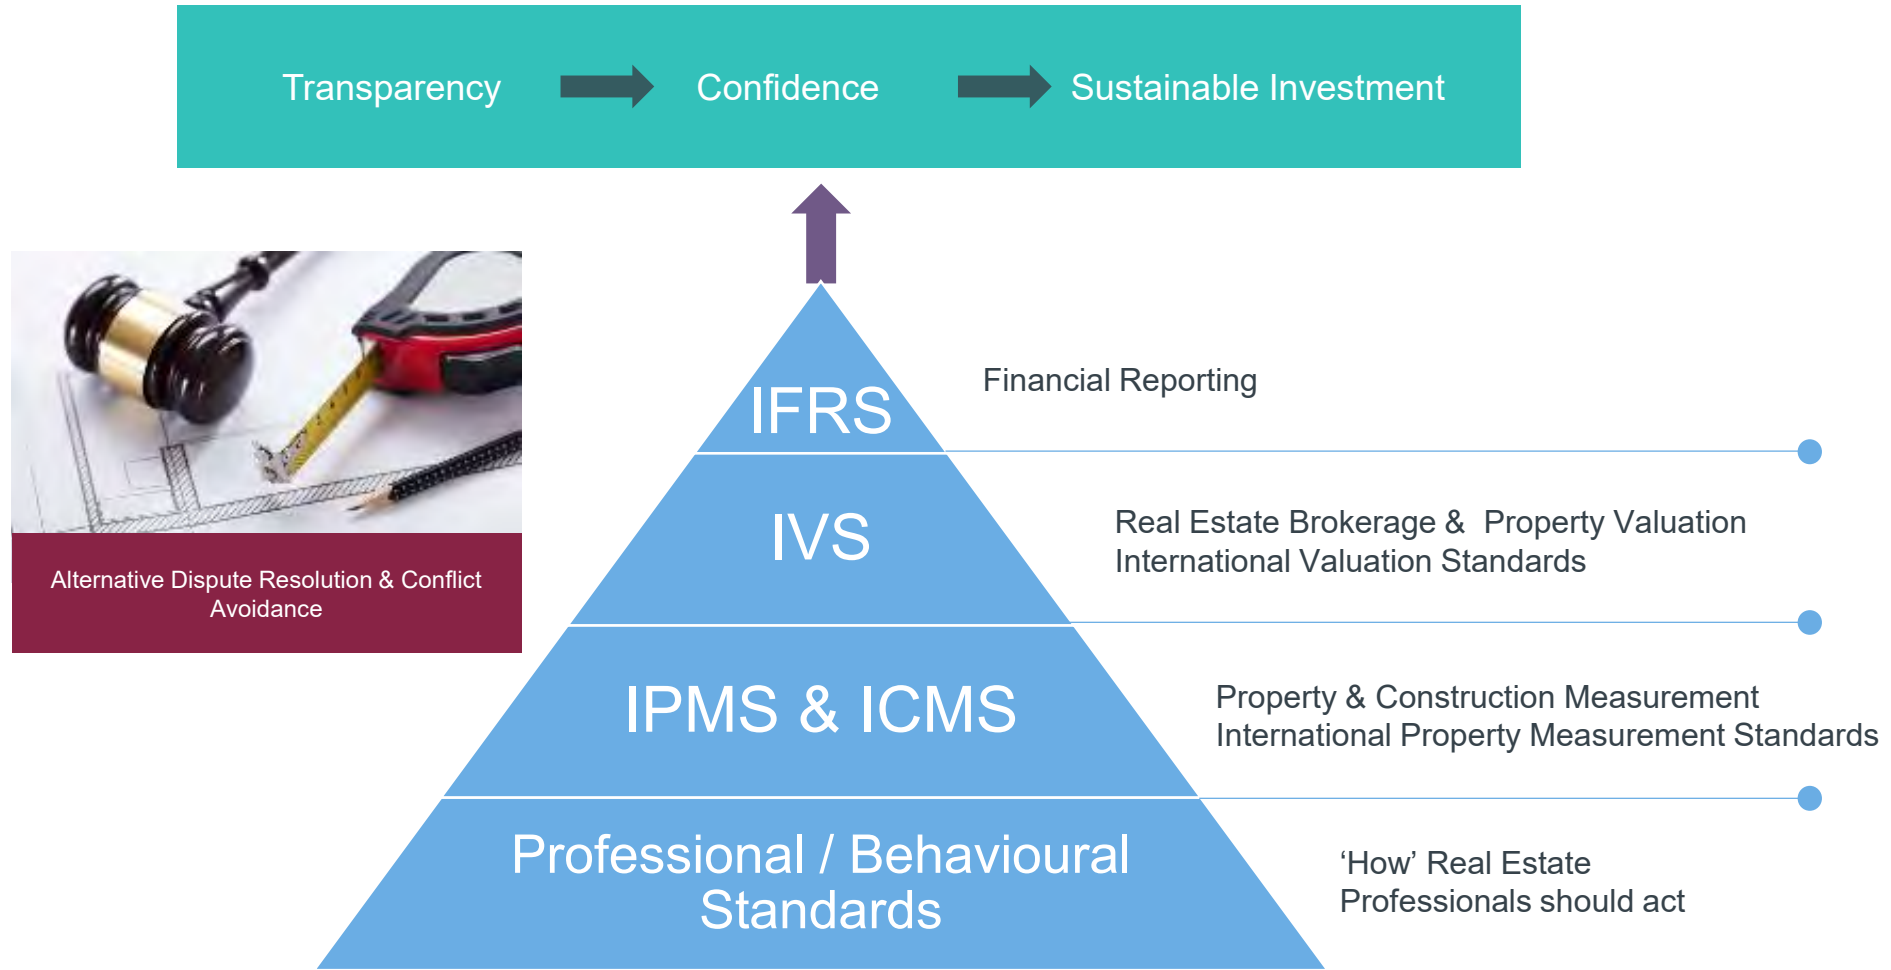 Transparency
Confidence
Sustainable Investment
Alternative Dispute Resolution & Conflict
Avoidance
IFRS
Financial Reporting
IVS
Real Estate Brokerage &  Property Valuation
International Valuation Standards
IPMS & ICMS
Property & Construction Measurement
International Property Measurement Standards
Professional / Behavioural
Standards
‘How’ Real Estate
Professionals should act